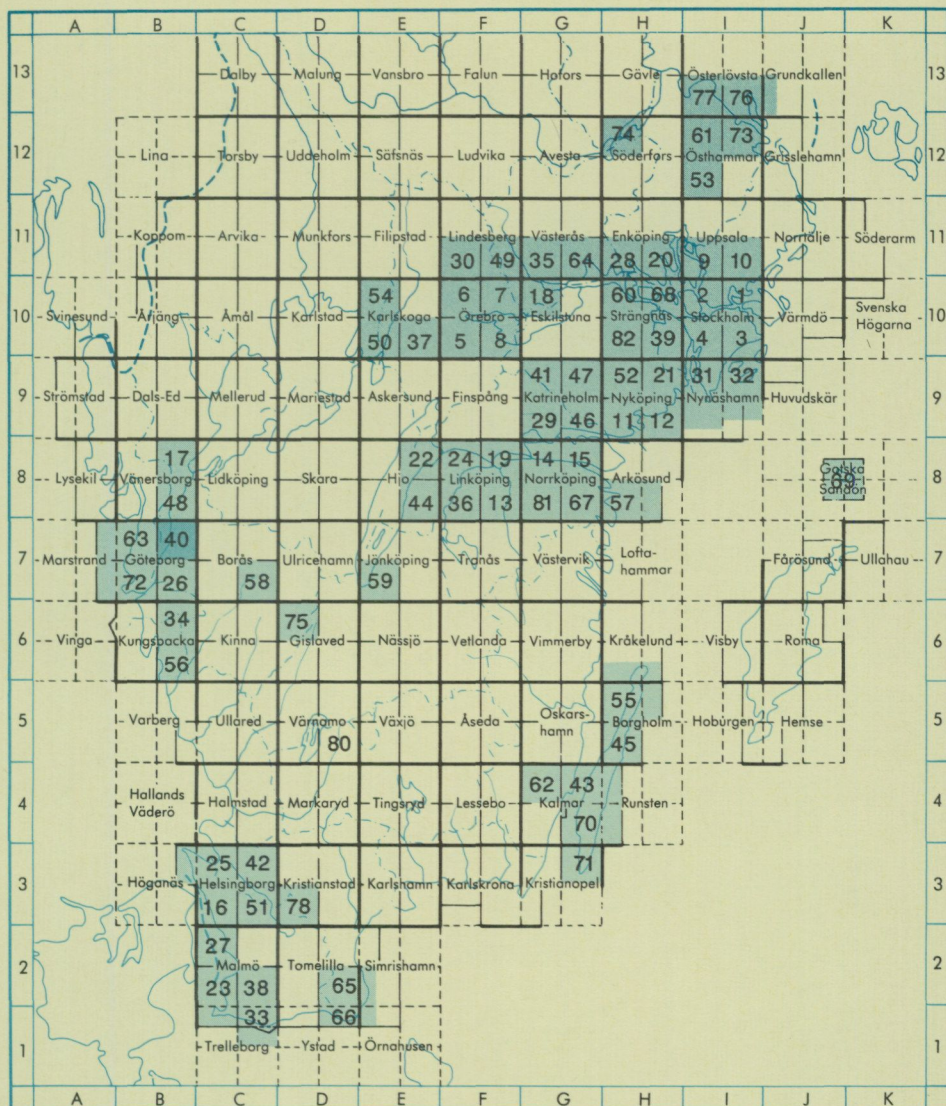 A B C D E F G H I J K
13 Dalby Malung Vansbro Falun Hofors Gävle Österlövsta Grundkallen 13
77 76
74 61 73
12 Lina Torsby Uddeholm Säfsnäs Ludvika Avesta Söderfors Östhammar Grisslehamn 12
53
11 Koppom Arvika Munkfors Filipstad Lindesberg Västerås Enköping Uppsala Norrtälje Söderarm 11
30 49 35 64 28 20 9 10
54 6 7 18 60 68 2 1
10 Svinesund Årjäng Åmål Karlstad Karlskoga Örebro Eskilstuna Strängnäs Stockholm Värmdö Svenska Högarna 10
50 37 5 8 82 39 4 3
41 47 52 21 31 32
9 Strömstad Dals-Ed Mellerud Mariestad Askersund Finspång Katrineholm Nyköping Nynäshamn Huvudskär 9
29 46 11 12
17 22 24 19 14 15
8 Lysekil Vänersborg Lidköping Skara Hjo Linköping Norrköping Arkösund Gotska Sandön 69 8
48 44 36 13 81 67 57
63 40
7 Marstrand Göteborg Borås Ulricehamn Jönköping Tranås Västervik Lofta-hammar Fårösund Ullahau 7
72 26 58 59
34 75
6 Vinga Kungsbacka Kinna Gislaved Nässjö Vetlanda Vimmerby Kråkelund Visby Roma 6
56
55
5 Varberg Ullared Värnamo Växjö Åseda Oskars-hamn Borgholm Hoburgen Hemse 5
80 45
62 43
4 Hallands Väderö Halmstad Markaryd Tingsryd Lessebo Kalmar Runsten 4
70
25 42 71
3 Höganäs Helsingborg Kristianstad Karlshamn Karlskrona Kristianopel 3
16 51 78
27
2 Malmö Tomelilla Simrishamn 2
23 38 65
33 66
1 Trelleborg Ystad Örnahusen 1
A B C D E F G H I J K